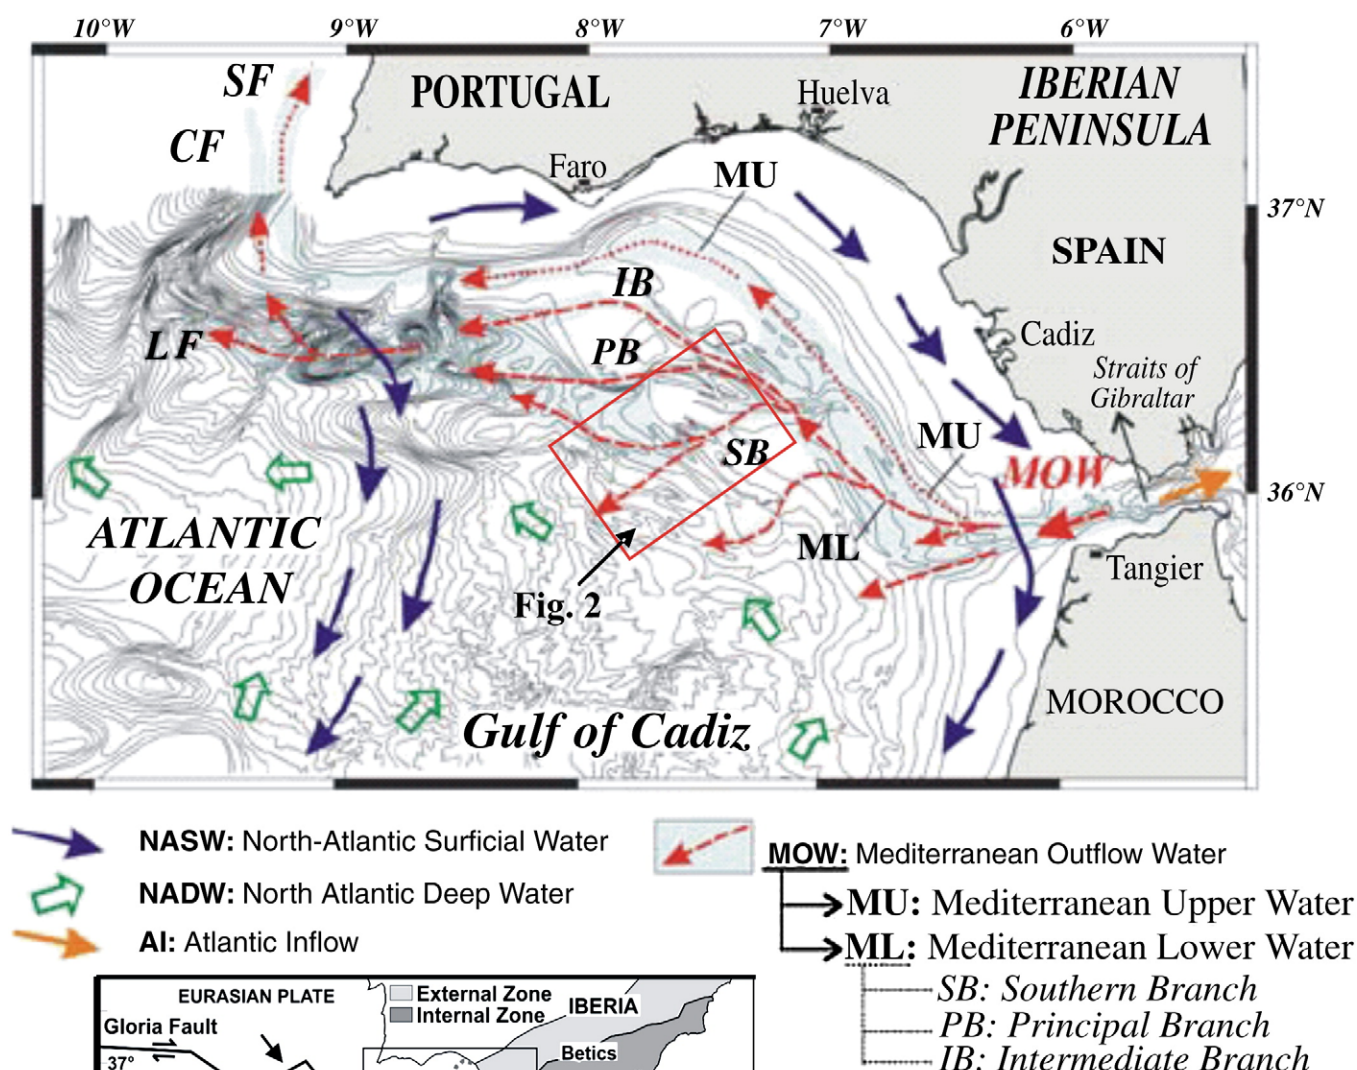 10°W 9°W 8°W 7°W 6°W
SF
PORTUGAL
Huelva
IBERIAN
PENINSULA
CF
Faro
MU
37°N
SPAIN
IB
LF
PB
Cadiz
Straits of
Gibraltar
SB
MU
MOW
36°N
ATLANTIC
OCEAN
ML
Tangier
Fig. 2
MOROCCO
Gulf of Cadiz
NASW: North-Atlantic Surficial Water
NADW: North Atlantic Deep Water
AI: Atlantic Inflow
MOW: Mediterranean Outflow Water
MU: Mediterranean Upper Water
ML: Mediterranean Lower Water
SB: Southern Branch
PB: Principal Branch
IB: Intermediate Branch
EURASIAN PLATE
External Zone
Internal Zone
IBERIA
Gloria Fault
Betics
37°